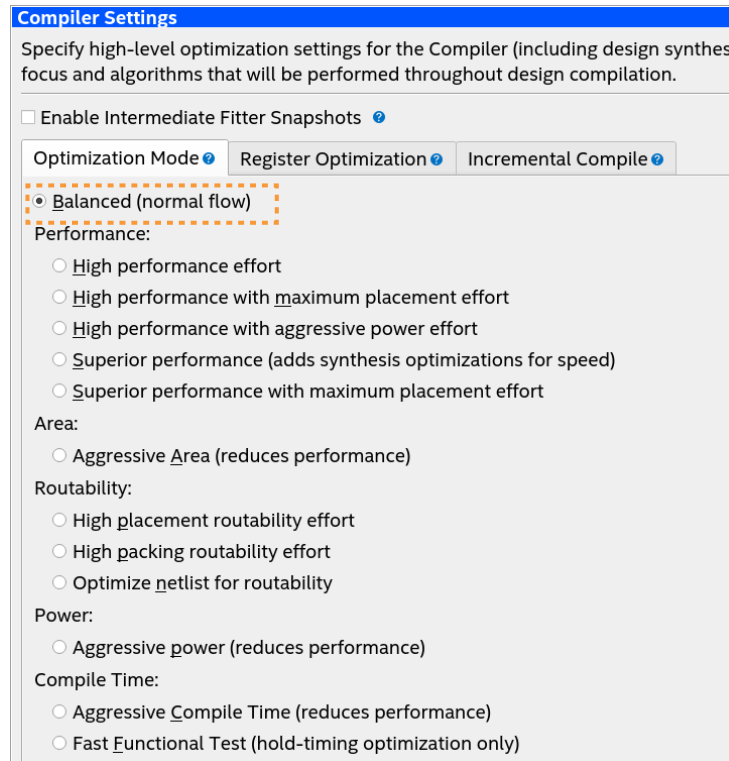 Compiler Settings
Specify high-level optimization settings for the Compiler (including design synthes
focus and algorithms that will be performed throughout design compilation.
Enable Intermediate Fitter Snapshots ?
Optimization Mode ? Register Optimization ? Incremental Compile ?
Balanced (normal flow)
Performance:
High performance effort
High performance with maximum placement effort
High performance with aggressive power effort
Superior performance (adds synthesis optimizations for speed)
Superior performance with maximum placement effort
Area:
Aggressive Area (reduces performance)
Routability:
High placement routability effort
High packing routability effort
Optimize netlist for routability
Power:
Aggressive power (reduces performance)
Compile Time:
Aggressive Compile Time (reduces performance)
Fast Functional Test (hold-timing optimization only)